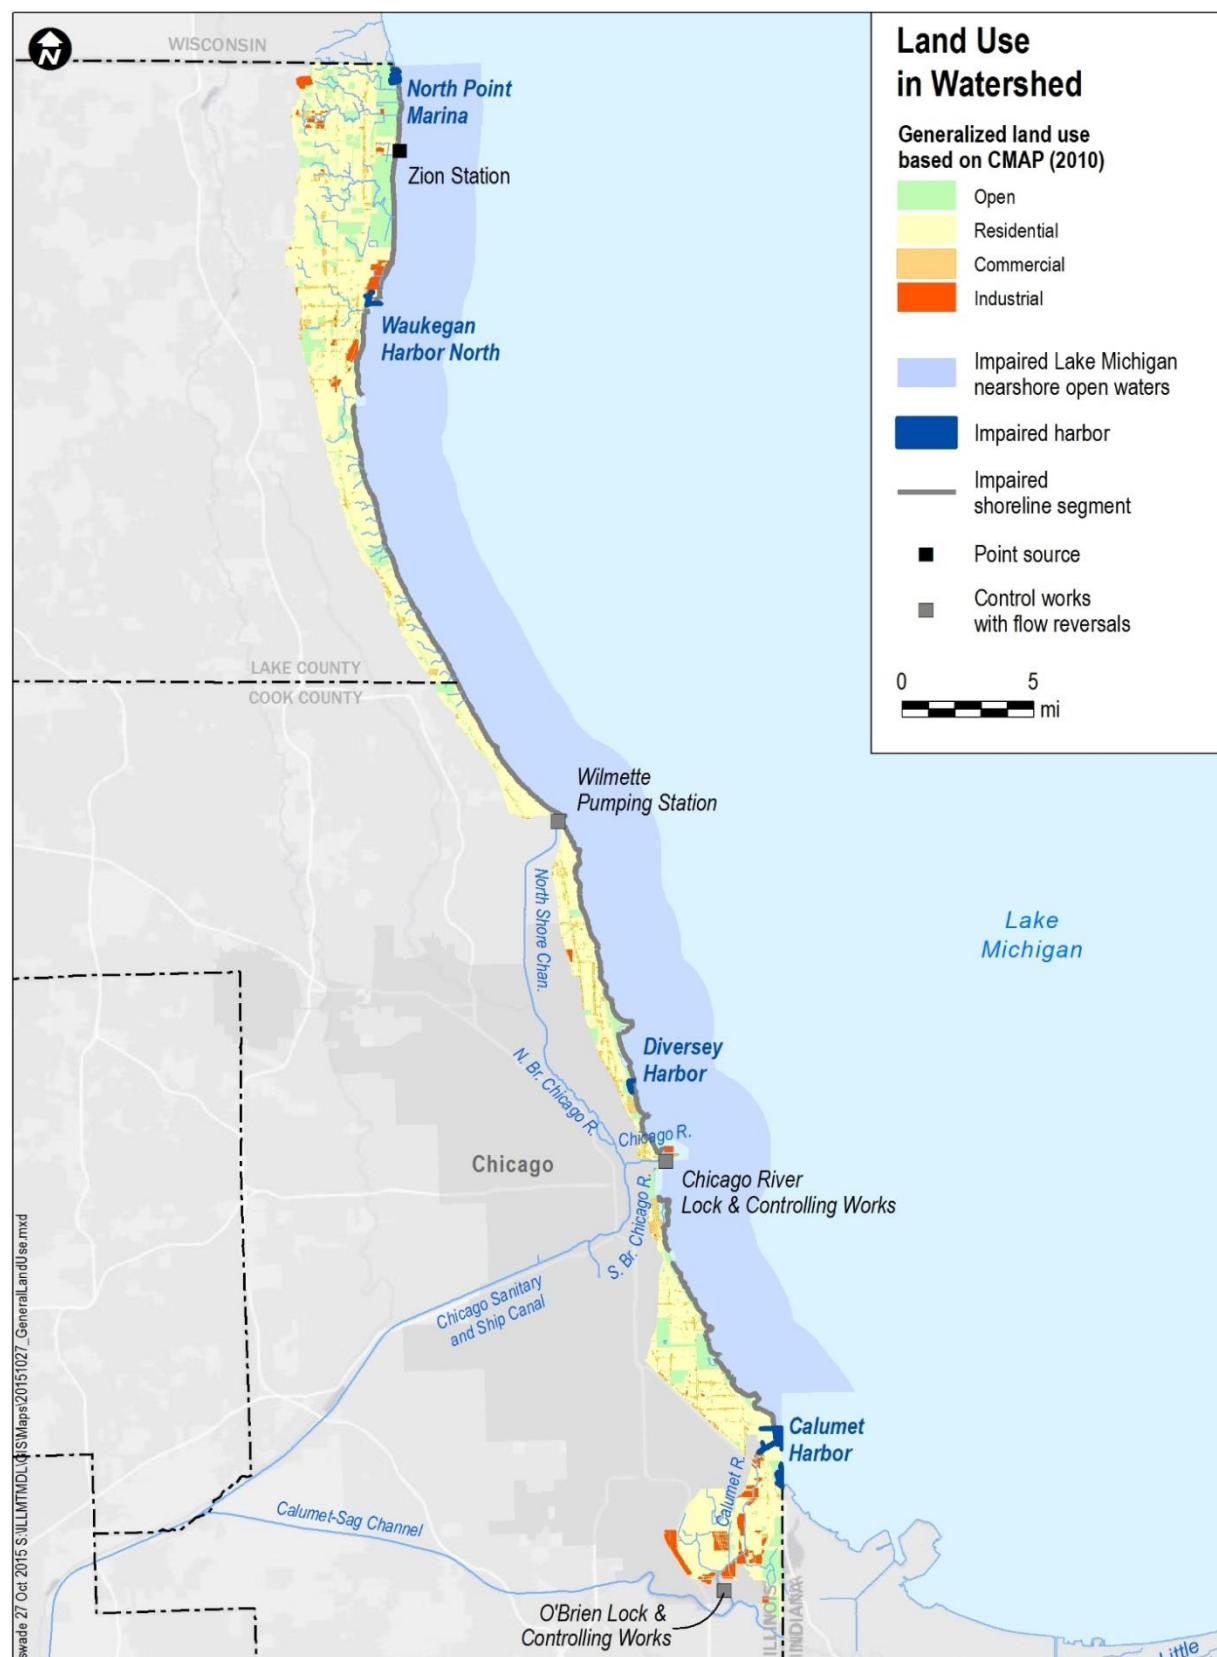 WISCONSIN
N
North Point
Marina
Zion Station
Waukegan
Harbor North
LAKE COUNTY
COOK COUNTY
Wilmette
Pumping Station
North Shore Chan.
Lake
Michigan
Diversey
Harbor
N. Br. Chicago R.
Chicago R.
Chicago
Chicago River
Lock & Controlling Works
S. Br. Chicago R.
Chicago Sanitary
and Ship Canal
Calumet
Harbor
Calumet R.
Calumet-Sag Channel
O'Brien Lock &
Controlling Works
ILLINOIS
INDIANA
Little
Land Use
in Watershed
Generalized land use
based on CMAP (2010)
Open
Residential
Commercial
Industrial
Impaired Lake Michigan
nearshore open waters
Impaired harbor
Impaired
shoreline segment
Point source
Control works
with flow reversals
0 5
mi
swade 27 Oct 2015 S:\ILLMTMDL\GIS\Maps\20151027_GeneralLandUse.mxd